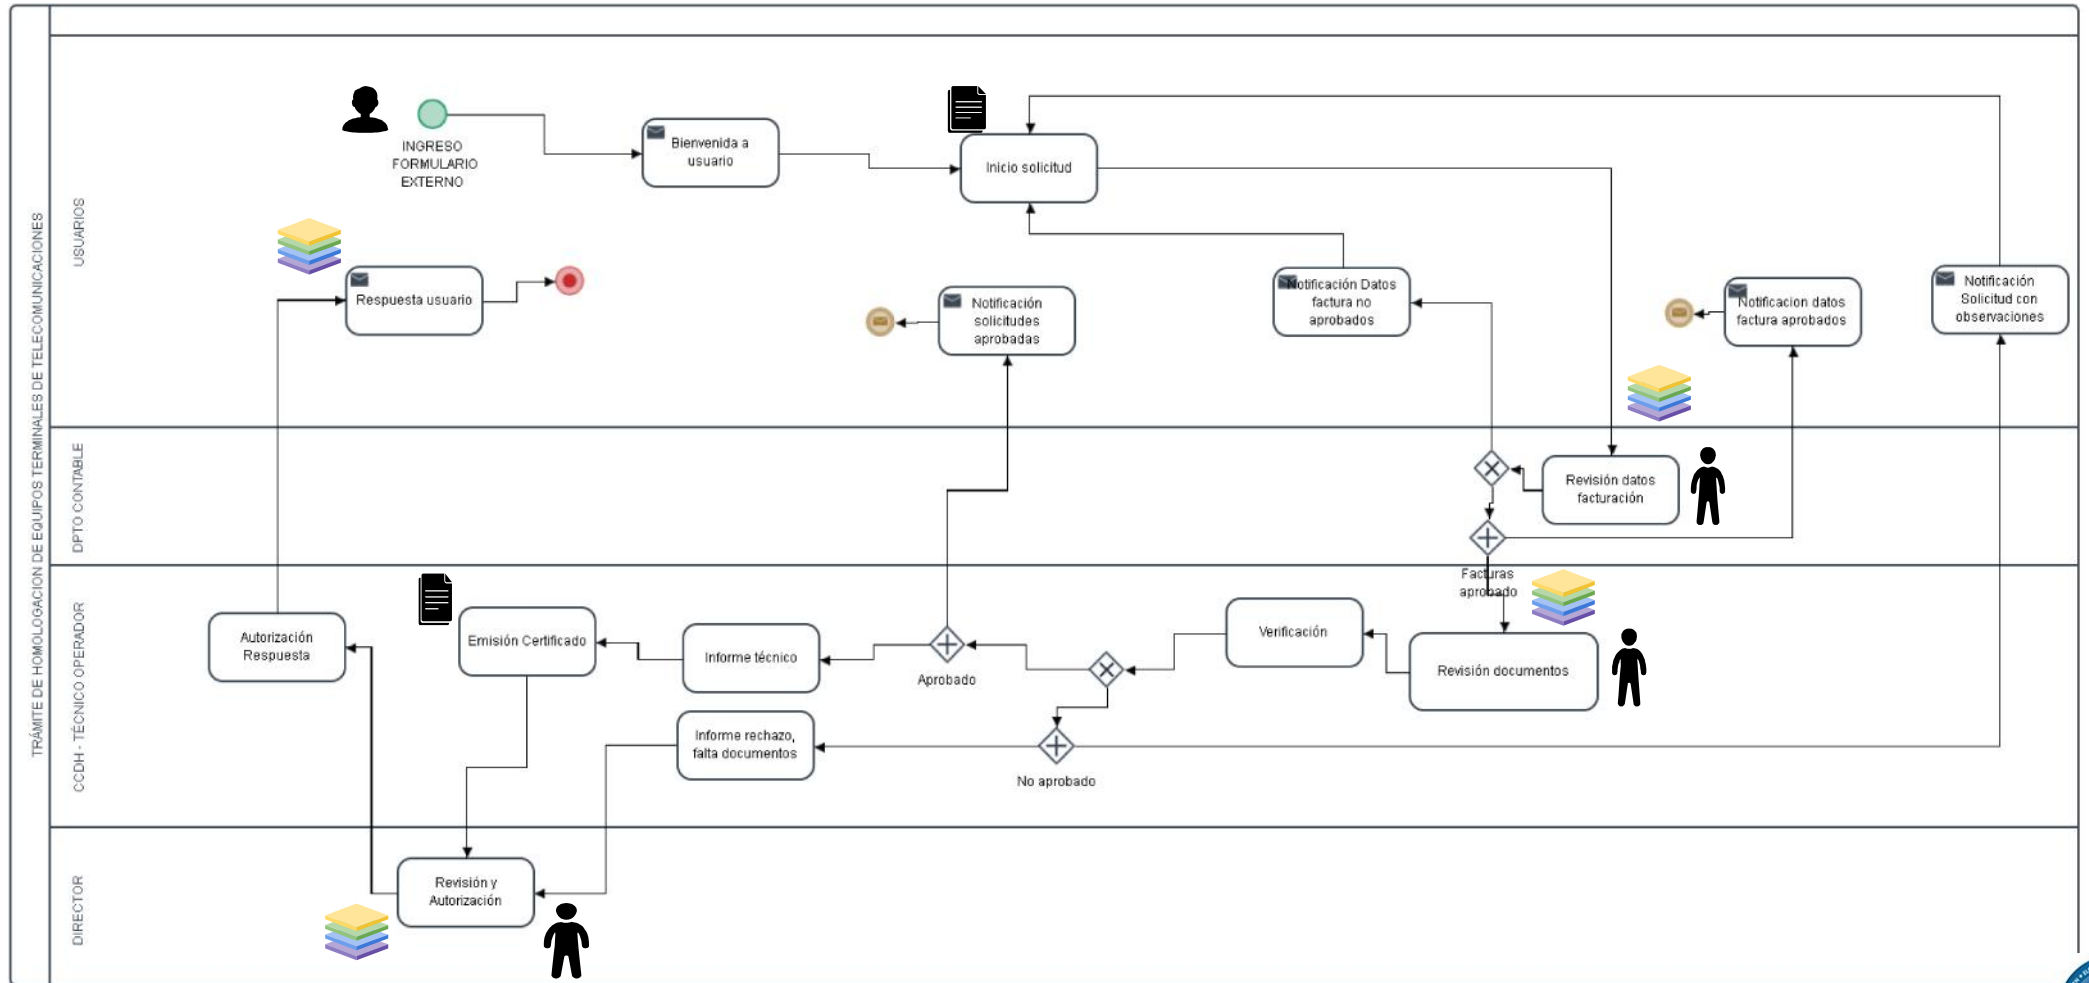 TRÁMITE DE HOMOLOGACION DE EQUIPOS TERMINALES DE TELECOMUNICACIONES
USUARIOS
INGRESO
FORMULARIO
EXTERNO
Bienvenida a
usuario
Inicio solicitud
Respuesta usuario
Notificación
solicitudes
aprobadas
Notificación Datos
factura no
aprobados
Notificacion datos
factura aprobados
Notificación
Solicitud con
observaciones
DPTO CONTABLE
Revisión datos
facturación
CCDH - TÉCNICO OPERADOR
Facturas
aprobado
Autorización
Respuesta
Emisión Certificado
Informe técnico
Aprobado
Verificación
Revisión documentos
Informe rechazo,
falta documentos
No aprobado
DIRECTOR
Revisión y
Autorización